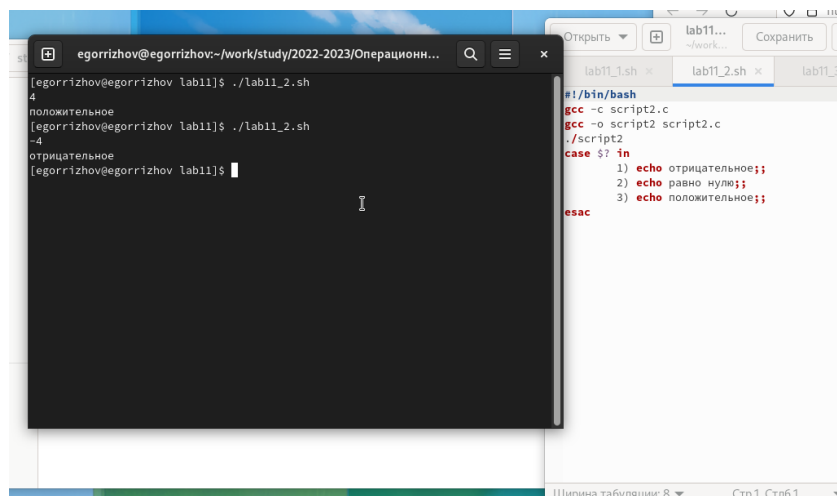 egorrizhov@egorrizhov:~/work/study/2022-2023/Операционн...
[egorrizhov@egorrizhov lab11]$ ./lab11_2.sh
4
положительное
[egorrizhov@egorrizhov lab11]$ ./lab11_2.sh
-4
отрицательное
[egorrizhov@egorrizhov lab11]$
Открыть
lab11...
~/work...
Сохранить
lab11_1.sh ×
lab11_2.sh ×
#!/bin/bash
gcc -c script2.c
gcc -o script2 script2.c
./script2
case $? in
1) echo отрицательное;;
2) echo равно нулю;;
3) echo положительное;;
esac
Ширина табуляции: 8
Стр 1, Стлб 1